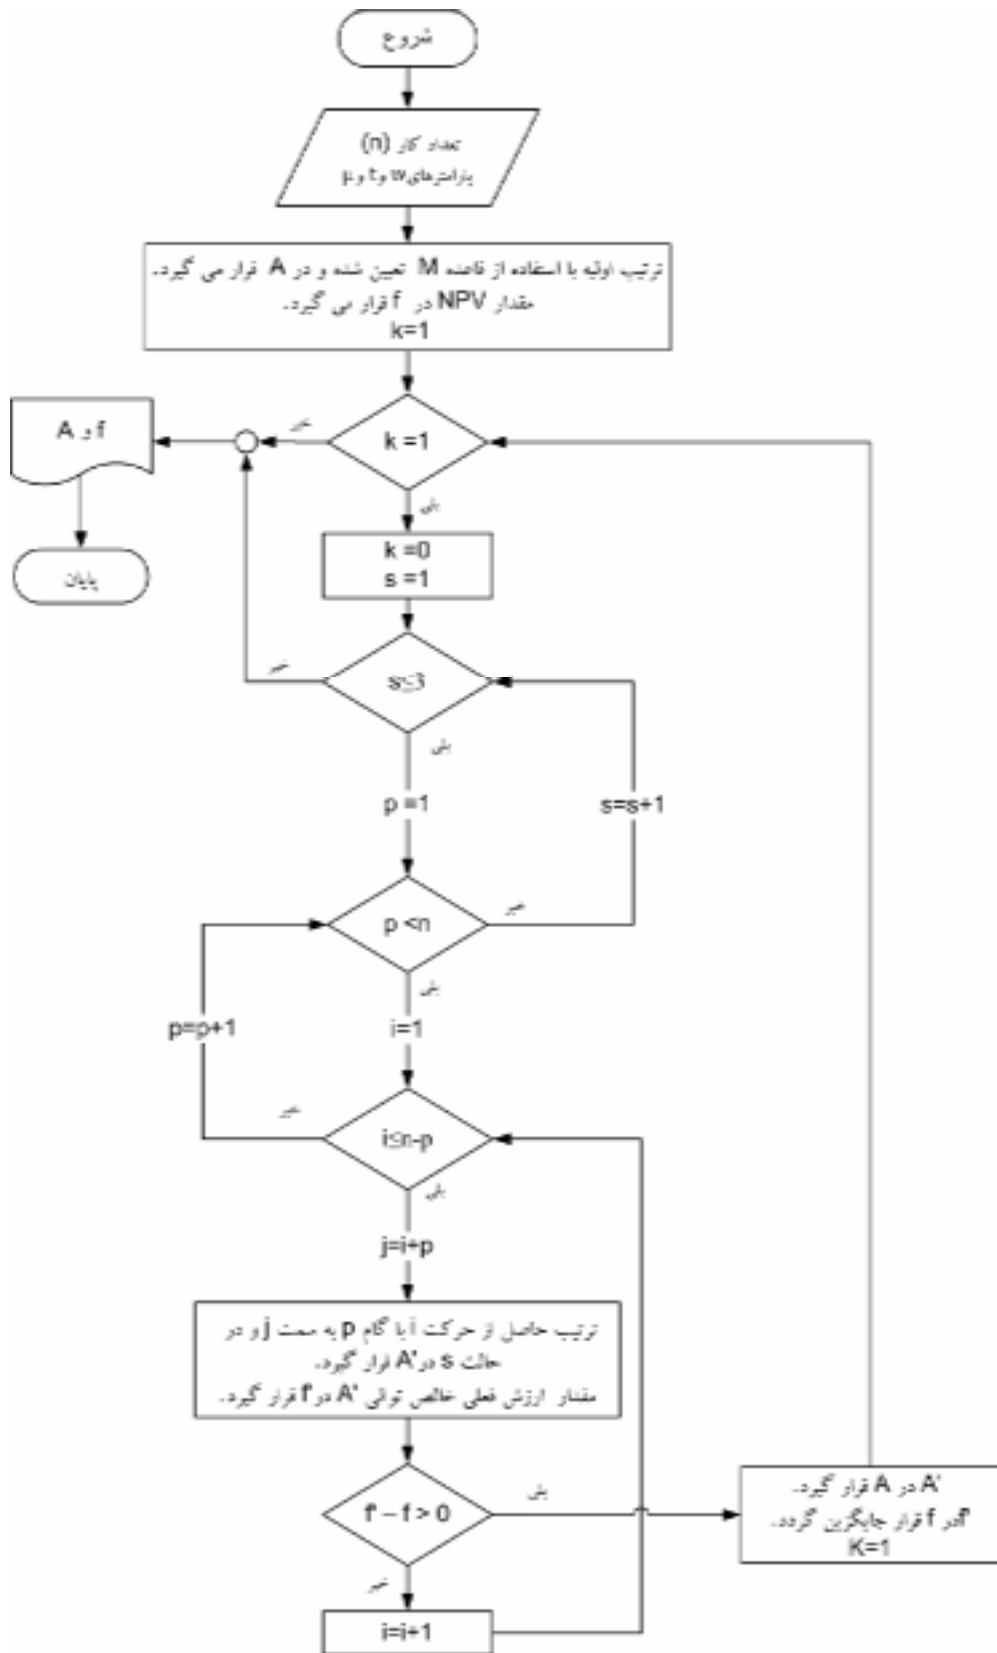 شروع
تعداد کار (n)
پارامترهای w و t و μ
ترتیب اولیه با استفاده از قاعده M تعیین شده و در A قرار می گیرد.
مقدار NPV در f قرار می گیرد.
k=1
k =1
خیر
f و A
پایان
بلی
k =0
s =1
s≤3
خیر
بلی
p =1
s=s+1
p <n
خیر
بلی
p=p+1
i=1
i≤n-p
خیر
بلی
j=i+p
ترتیب حاصل از حرکت i با گام p به سمت j و در
حالت s در A' قرار گیرد.
مقدار ارزش فعلی خالص توالی A' در f' قرار گیرد.
f' – f > 0
بلی
خیر
A' در A قرار گیرد.
f' در f قرار جایگزین گردد.
K=1
i=i+1